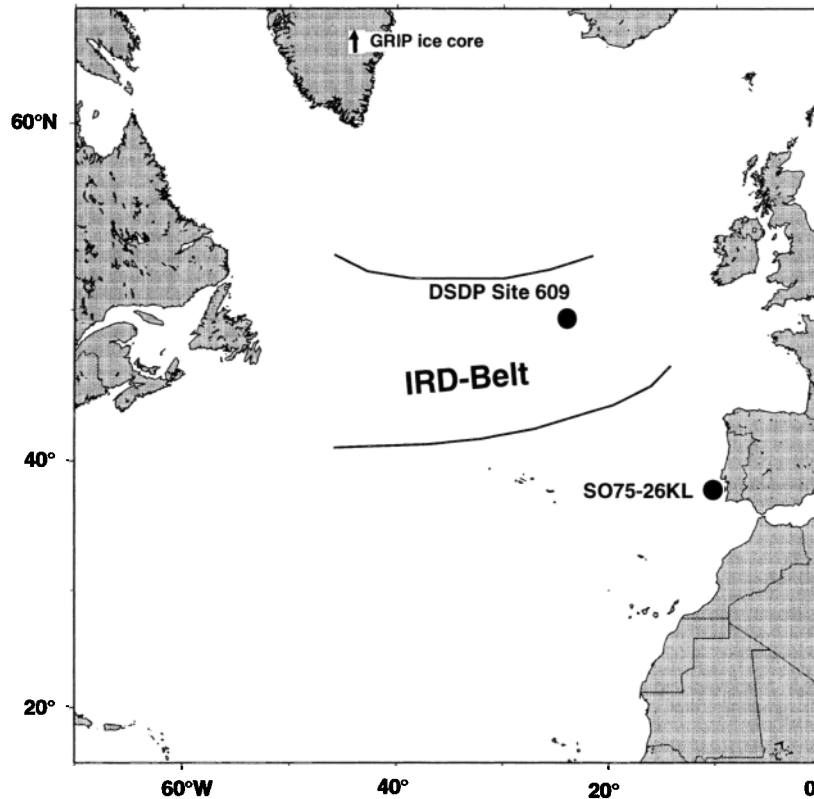 GRIP ice core
60°N
DSDP Site 609
IRD-Belt
40°
SO75-26KL
20°
60°W
40°
20°
0